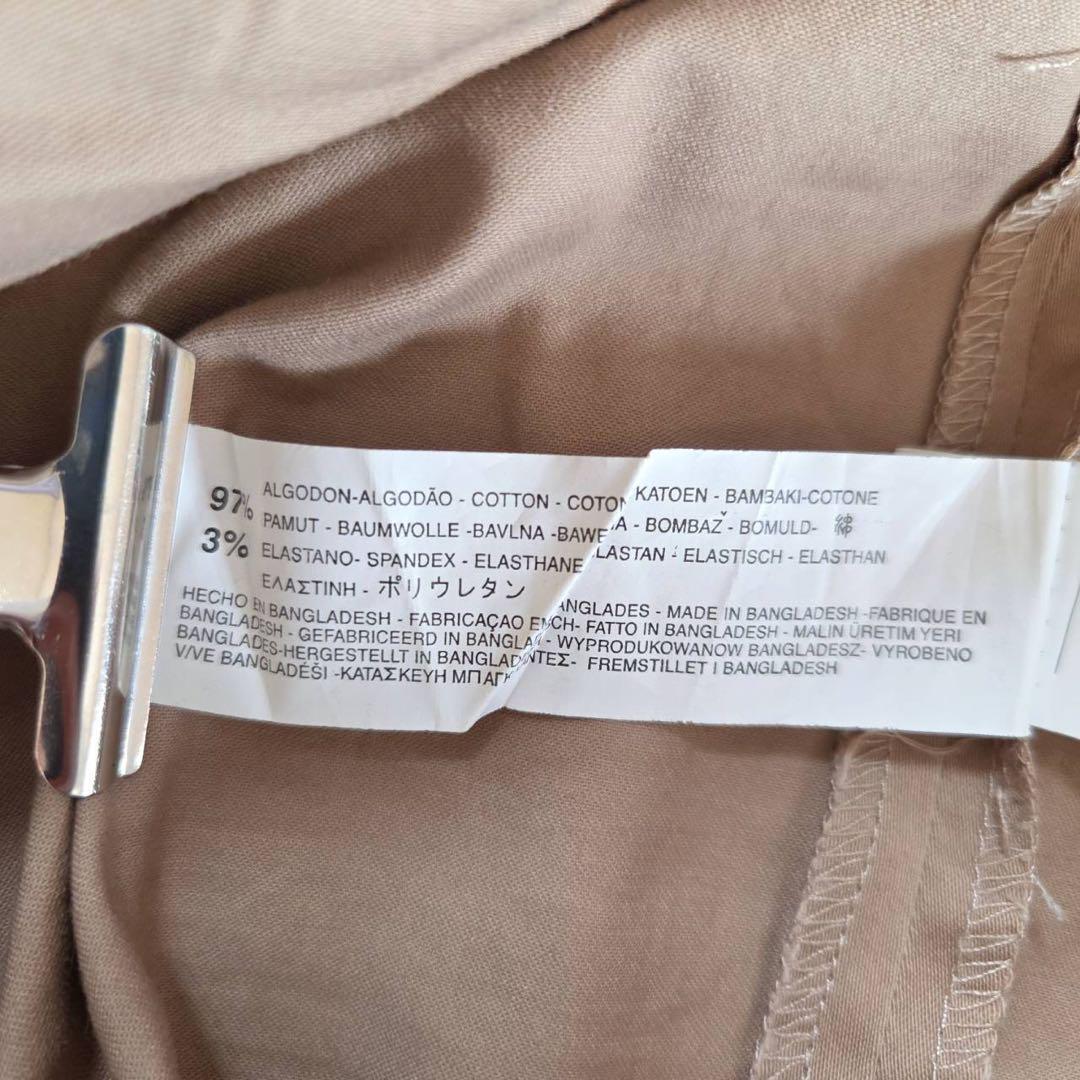 97% ALGODON-ALGODÃO - COTTON - COTON KATOEN - BAMBAKI-COTONE
PAMUT - BAUMWOLLE -BAVLNA -BAWE A - BOMBAŽ - BOMULD- 綿
3% ELASTANO- SPANDEX - ELASTHANE LASTAN - ELASTISCH - ELASTHAN
ΕΛΑΣΤΙΝΗ - ポリウレタン
HECHO EN BANGLADESH - FABRICAÇAO E ANGLADES - MADE IN BANGLADESH -FABRIQUE EN
BANGLADESH - GEFABRICEERD IN BANGLA CH- FATTO IN BANGLADESH - MALIN ÜRETIM YERI
BANGLADES-HERGESTELLT IN BANGLADE - WYPRODUKOWANOW BANGLADESZ- VYROBENO
V/VE BANGLADÉŠI -ΚΑΤΑΣΚΕΥΗ ΜΠΑΓΚ ΝΤΕΣ- FREMSTILLET I BANGLADESH